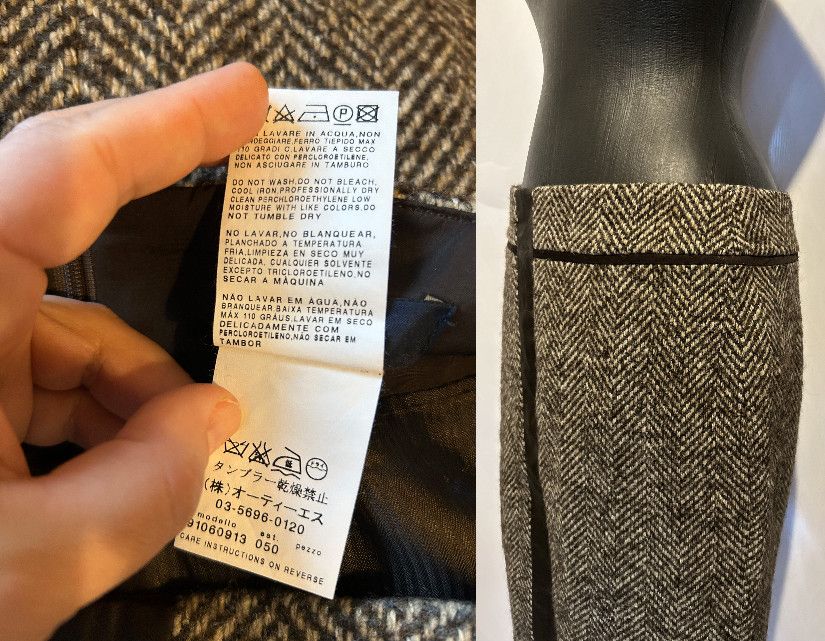 LAVARE IN ACQUA,NON
NDEGGIARE,FERRO TIEPIDO MAX
110 GRADI C,LAVARE A SECCO
DELICATO CON PERCLOROETILENE,
NON ASCIUGARE IN TAMBURO
DO NOT WASH,DO NOT BLEACH,
COOL IRON,PROFESSIONALLY DRY
CLEAN PERCHLOROETHYLENE LOW
MOISTURE WITH LIKE COLORS,DO
NOT TUMBLE DRY
NO LAVAR,NO BLANQUEAR,
PLANCHADO A TEMPERATURA
FRIA,LIMPIEZA EN SECO MUY
DELICADA, CUALQUIER SOLVENTE
EXCEPTO TRICLOROETILENO,NO
SECAR A MÁQUINA
NÃO LAVAR EM ÁGUA,NÃO
BRANQUEAR,BAIXA TEMPERATURA
MÁX 110 GRÁUS,LAVAR EM SECO
DELICADAMENTE COM
PERCLOROETILENO,NÃO SECAR EM
TAMBOR
タンブラー乾燥禁止
(株)オーティーエス
03-5696-0120
modello est. pezzo
91060913 050
CARE INSTRUCTIONS ON REVERSE